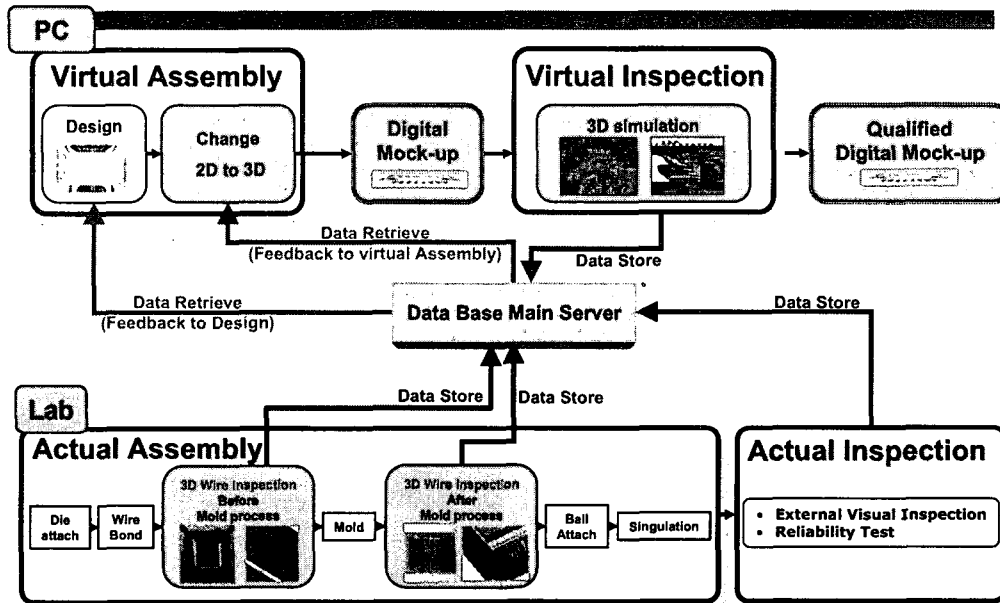 PC
Virtual Assembly
Design
Change
2D to 3D
Digital
Mock-up
Virtual Inspection
3D simulation
Qualified
Digital Mock-up
Data Retrieve
(Feedback to virtual Assembly)
Data Store
Data Retrieve
(Feedback to Design)
Data Base Main Server
Data Store
Data Store
Data Store
Lab
Actual Assembly
Die
attach
Wire
Bond
3D Wire Inspection
Before
Mold process
Mold
3D Wire Inspection
After
Mold process
Ball
Attach
Singulation
Actual Inspection
• External Visual Inspection
• Reliability Test